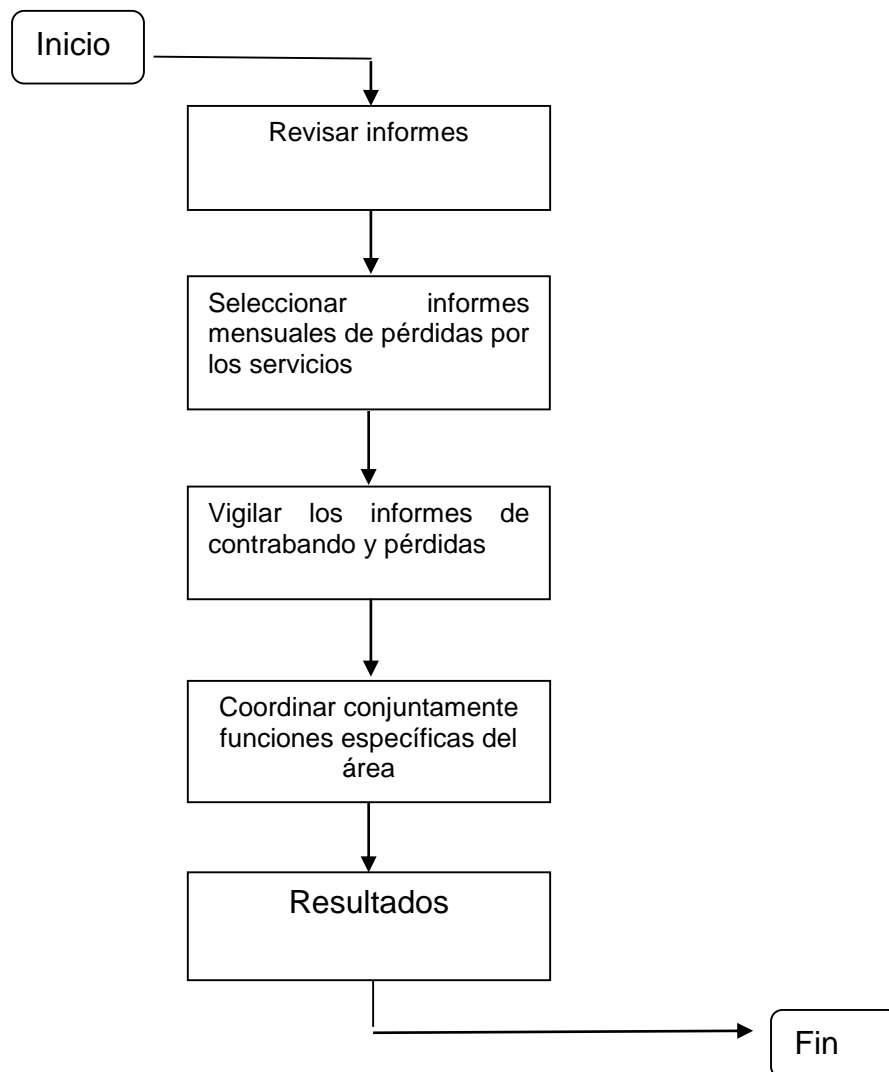 Inicio
Revisar informes
Seleccionar informes
mensuales de pérdidas por
los servicios
Vigilar los informes de
contrabando y pérdidas
Coordinar conjuntamente
funciones específicas del
área
Resultados
Fin